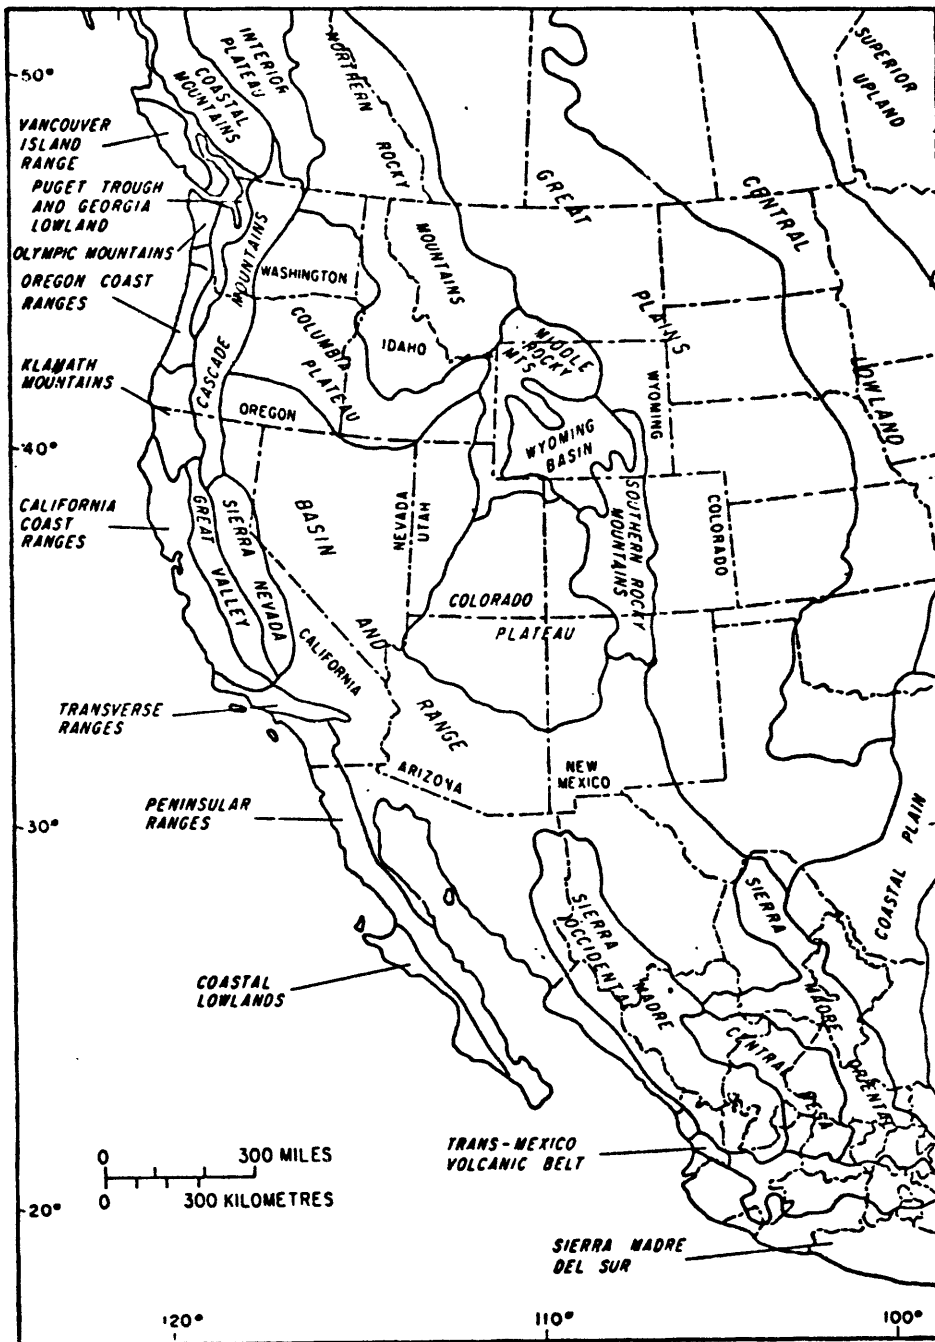 50°
INTERIOR
PLATEAU
COASTAL
MOUNTAINS
NORTHERN
ROCKY
MOUNTAINS
SUPERIOR
UPLAND
VANCOUVER
ISLAND
RANGE
PUGET TROUGH
AND GEORGIA
LOWLAND
OLYMPIC MOUNTAINS
OREGON COAST
RANGES
KLAMATH
MOUNTAINS
CASCADE
MOUNTAINS
WASHINGTON
COLUMBIA
PLATEAU
IDAHO
OREGON
GREAT
PLAINS
CENTRAL
LOWLAND
MIDDLE
ROCKY
MTS
WYOMING
WYOMING
BASIN
40°
CALIFORNIA
COAST
RANGES
GREAT
VALLEY
SIERRA
NEVADA
BASIN
AND
RANGE
NEVADA
UTAH
SOUTHERN ROCKY
MOUNTAINS
COLORADO
COLORADO
PLATEAU
CALIFORNIA
TRANSVERSE
RANGES
ARIZONA
NEW
MEXICO
PENINSULAR
RANGES
30°
COASTAL PLAIN
SIERRA
MADRE
ORIENTAL
SIERRA
OCCIDENTAL
MADRE
COASTAL
LOWLANDS
CENTRAL
MESA
TRANS-MEXICO
VOLCANIC BELT
0 300 MILES
0 300 KILOMETRES
20°
SIERRA MADRE
DEL SUR
120°
110°
100°